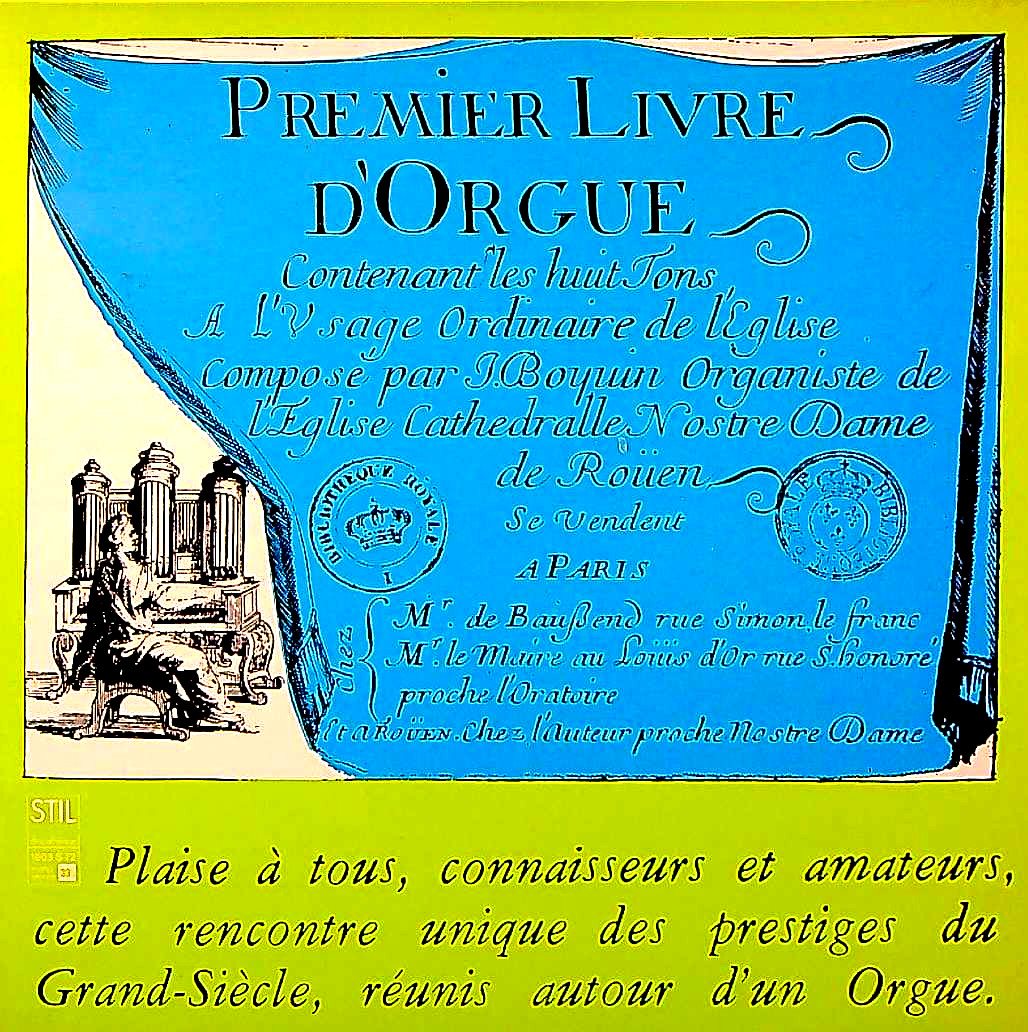 PREMIER LIVRE
D'ORGUE
Contenant les huit Tons
A l'Vsage Ordinaire de l'Eglise
Composé par J. Boyuin Organiste de
l'Eglise Cathedralle Nostre Dame
de Roüen
BIBLIOTHEQUE ROYALE
I
Se Vendent
A PARIS
Chez
Mr. de Baußend rue Simon le franc
Mr. le Maire au Loüis d'Or rue S. honoré
proche l'Oratoire
Et a ROÜEN. Chez l'Auteur proche Nostre Dame
STIL
33
Plaise à tous, connaisseurs et amateurs,
cette rencontre unique des prestiges du
Grand-Siècle, réunis autour d'un Orgue.